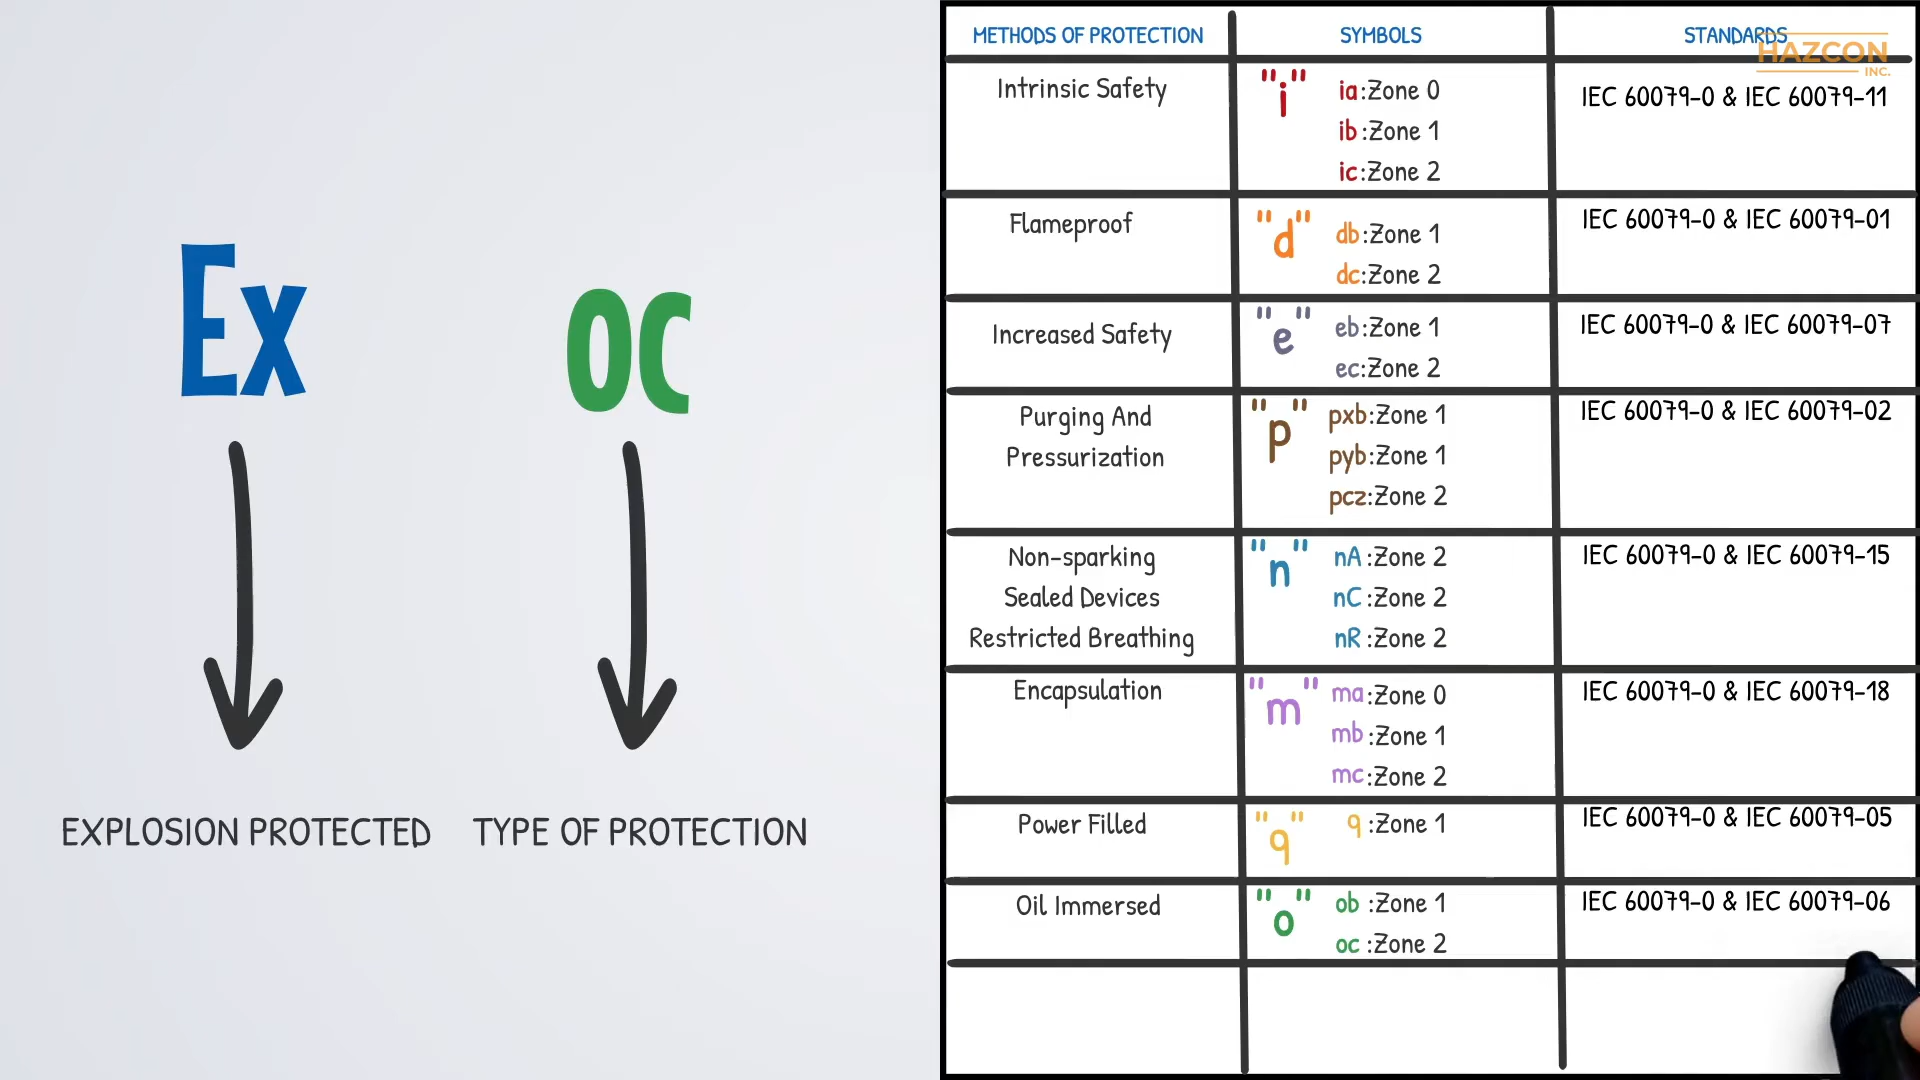 Ex
oc
EXPLOSION PROTECTED
TYPE OF PROTECTION
METHODS OF PROTECTION
SYMBOLS
STANDARDS
HAZCON
INC.
Intrinsic Safety
"i"
ia:Zone 0
ib:Zone 1
ic:Zone 2
IEC 60079-0 & IEC 60079-11
Flameproof
"d"
db:Zone 1
dc:Zone 2
IEC 60079-0 & IEC 60079-01
Increased Safety
"e"
eb:Zone 1
ec:Zone 2
IEC 60079-0 & IEC 60079-07
Purging And
Pressurization
"p"
pxb:Zone 1
pyb:Zone 1
pcz:Zone 2
IEC 60079-0 & IEC 60079-02
Non-sparking
Sealed Devices
Restricted Breathing
"n"
nA:Zone 2
nC:Zone 2
nR:Zone 2
IEC 60079-0 & IEC 60079-15
Encapsulation
"m"
ma:Zone 0
mb:Zone 1
mc:Zone 2
IEC 60079-0 & IEC 60079-18
Power Filled
"q"
q:Zone 1
IEC 60079-0 & IEC 60079-05
Oil Immersed
"o"
ob:Zone 1
oc:Zone 2
IEC 60079-0 & IEC 60079-06